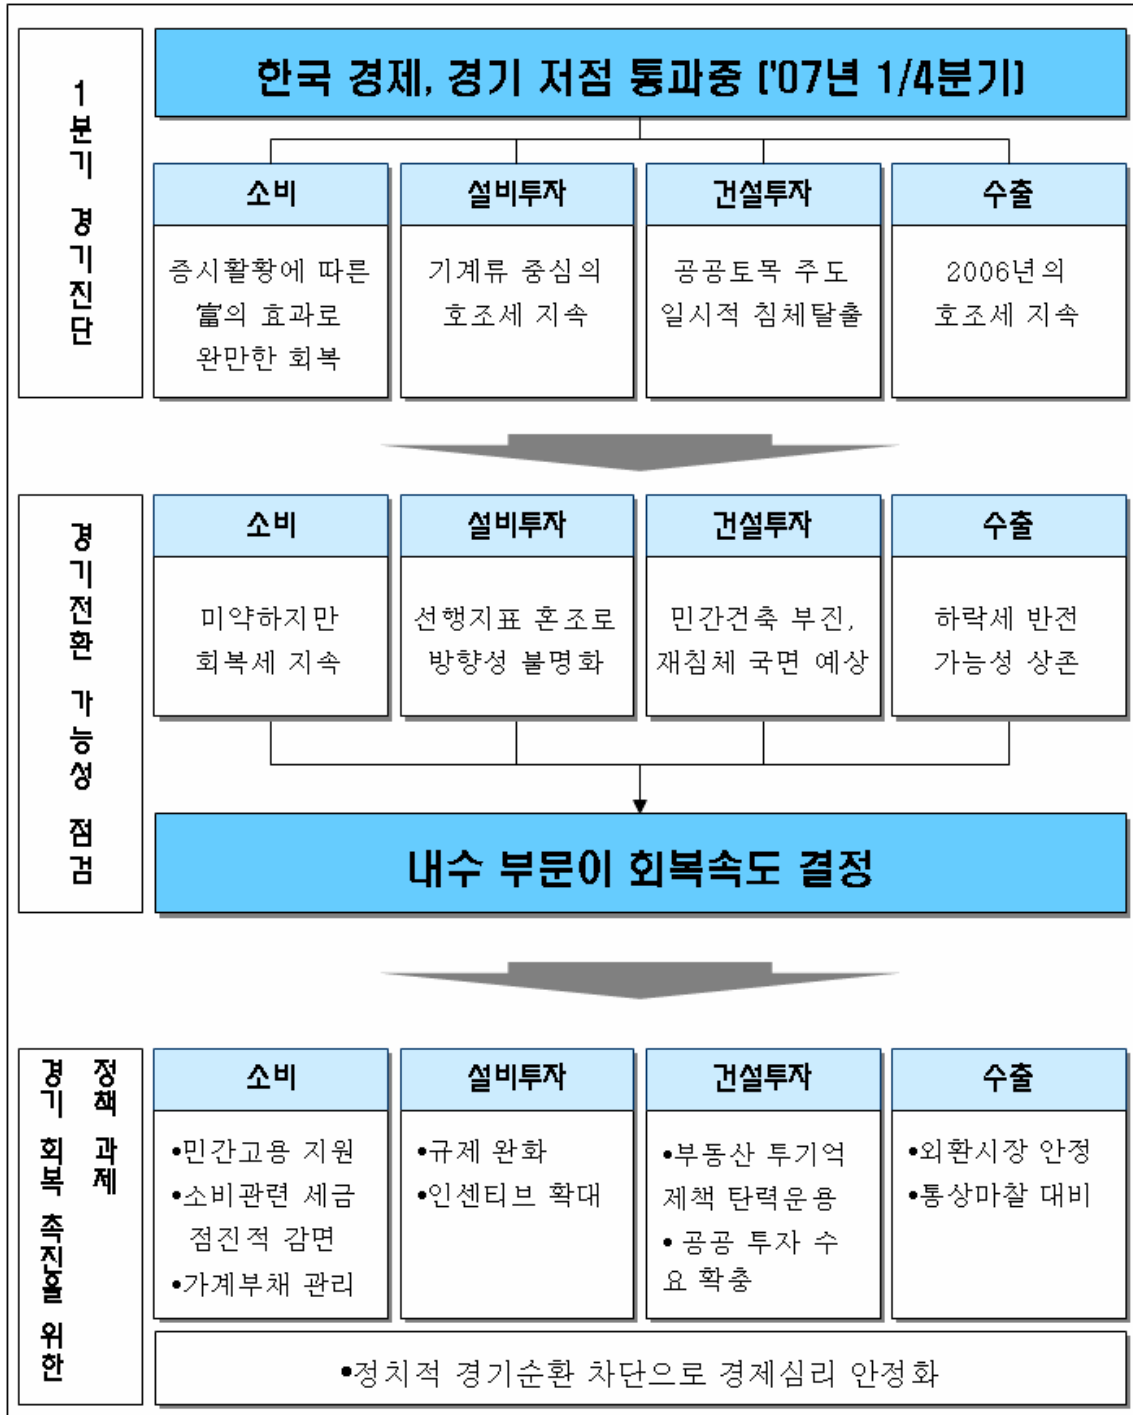 1분기 경기진단
한국 경제, 경기 저점 통과중 ('07년 1/4분기)
소비
증시활황에 따른
'富'의 효과로
완만한 회복
설비투자
기계류 중심의
호조세 지속
건설투자
공공토목 주도
일시적 침체탈출
수출
2006년의
호조세 지속
경기전환 가능성 점검
소비
미약하지만
회복세 지속
설비투자
선행지표 혼조로
방향성 불명화
건설투자
민간건축 부진,
재침체 국면 예상
수출
하락세 반전
가능성 상존
내수 부문이 회복속도 결정
경기 회복 촉진을 위한
정책 과제
소비
•민간고용 지원
•소비관련 세금
점진적 감면
•가계부채 관리
설비투자
•규제 완화
•인센티브 확대
건설투자
•부동산 투기억
제책 탄력운용
• 공공 투자 수
요 확충
수출
•외환시장 안정
•통상마찰 대비
•정치적 경기순환 차단으로 경제심리 안정화